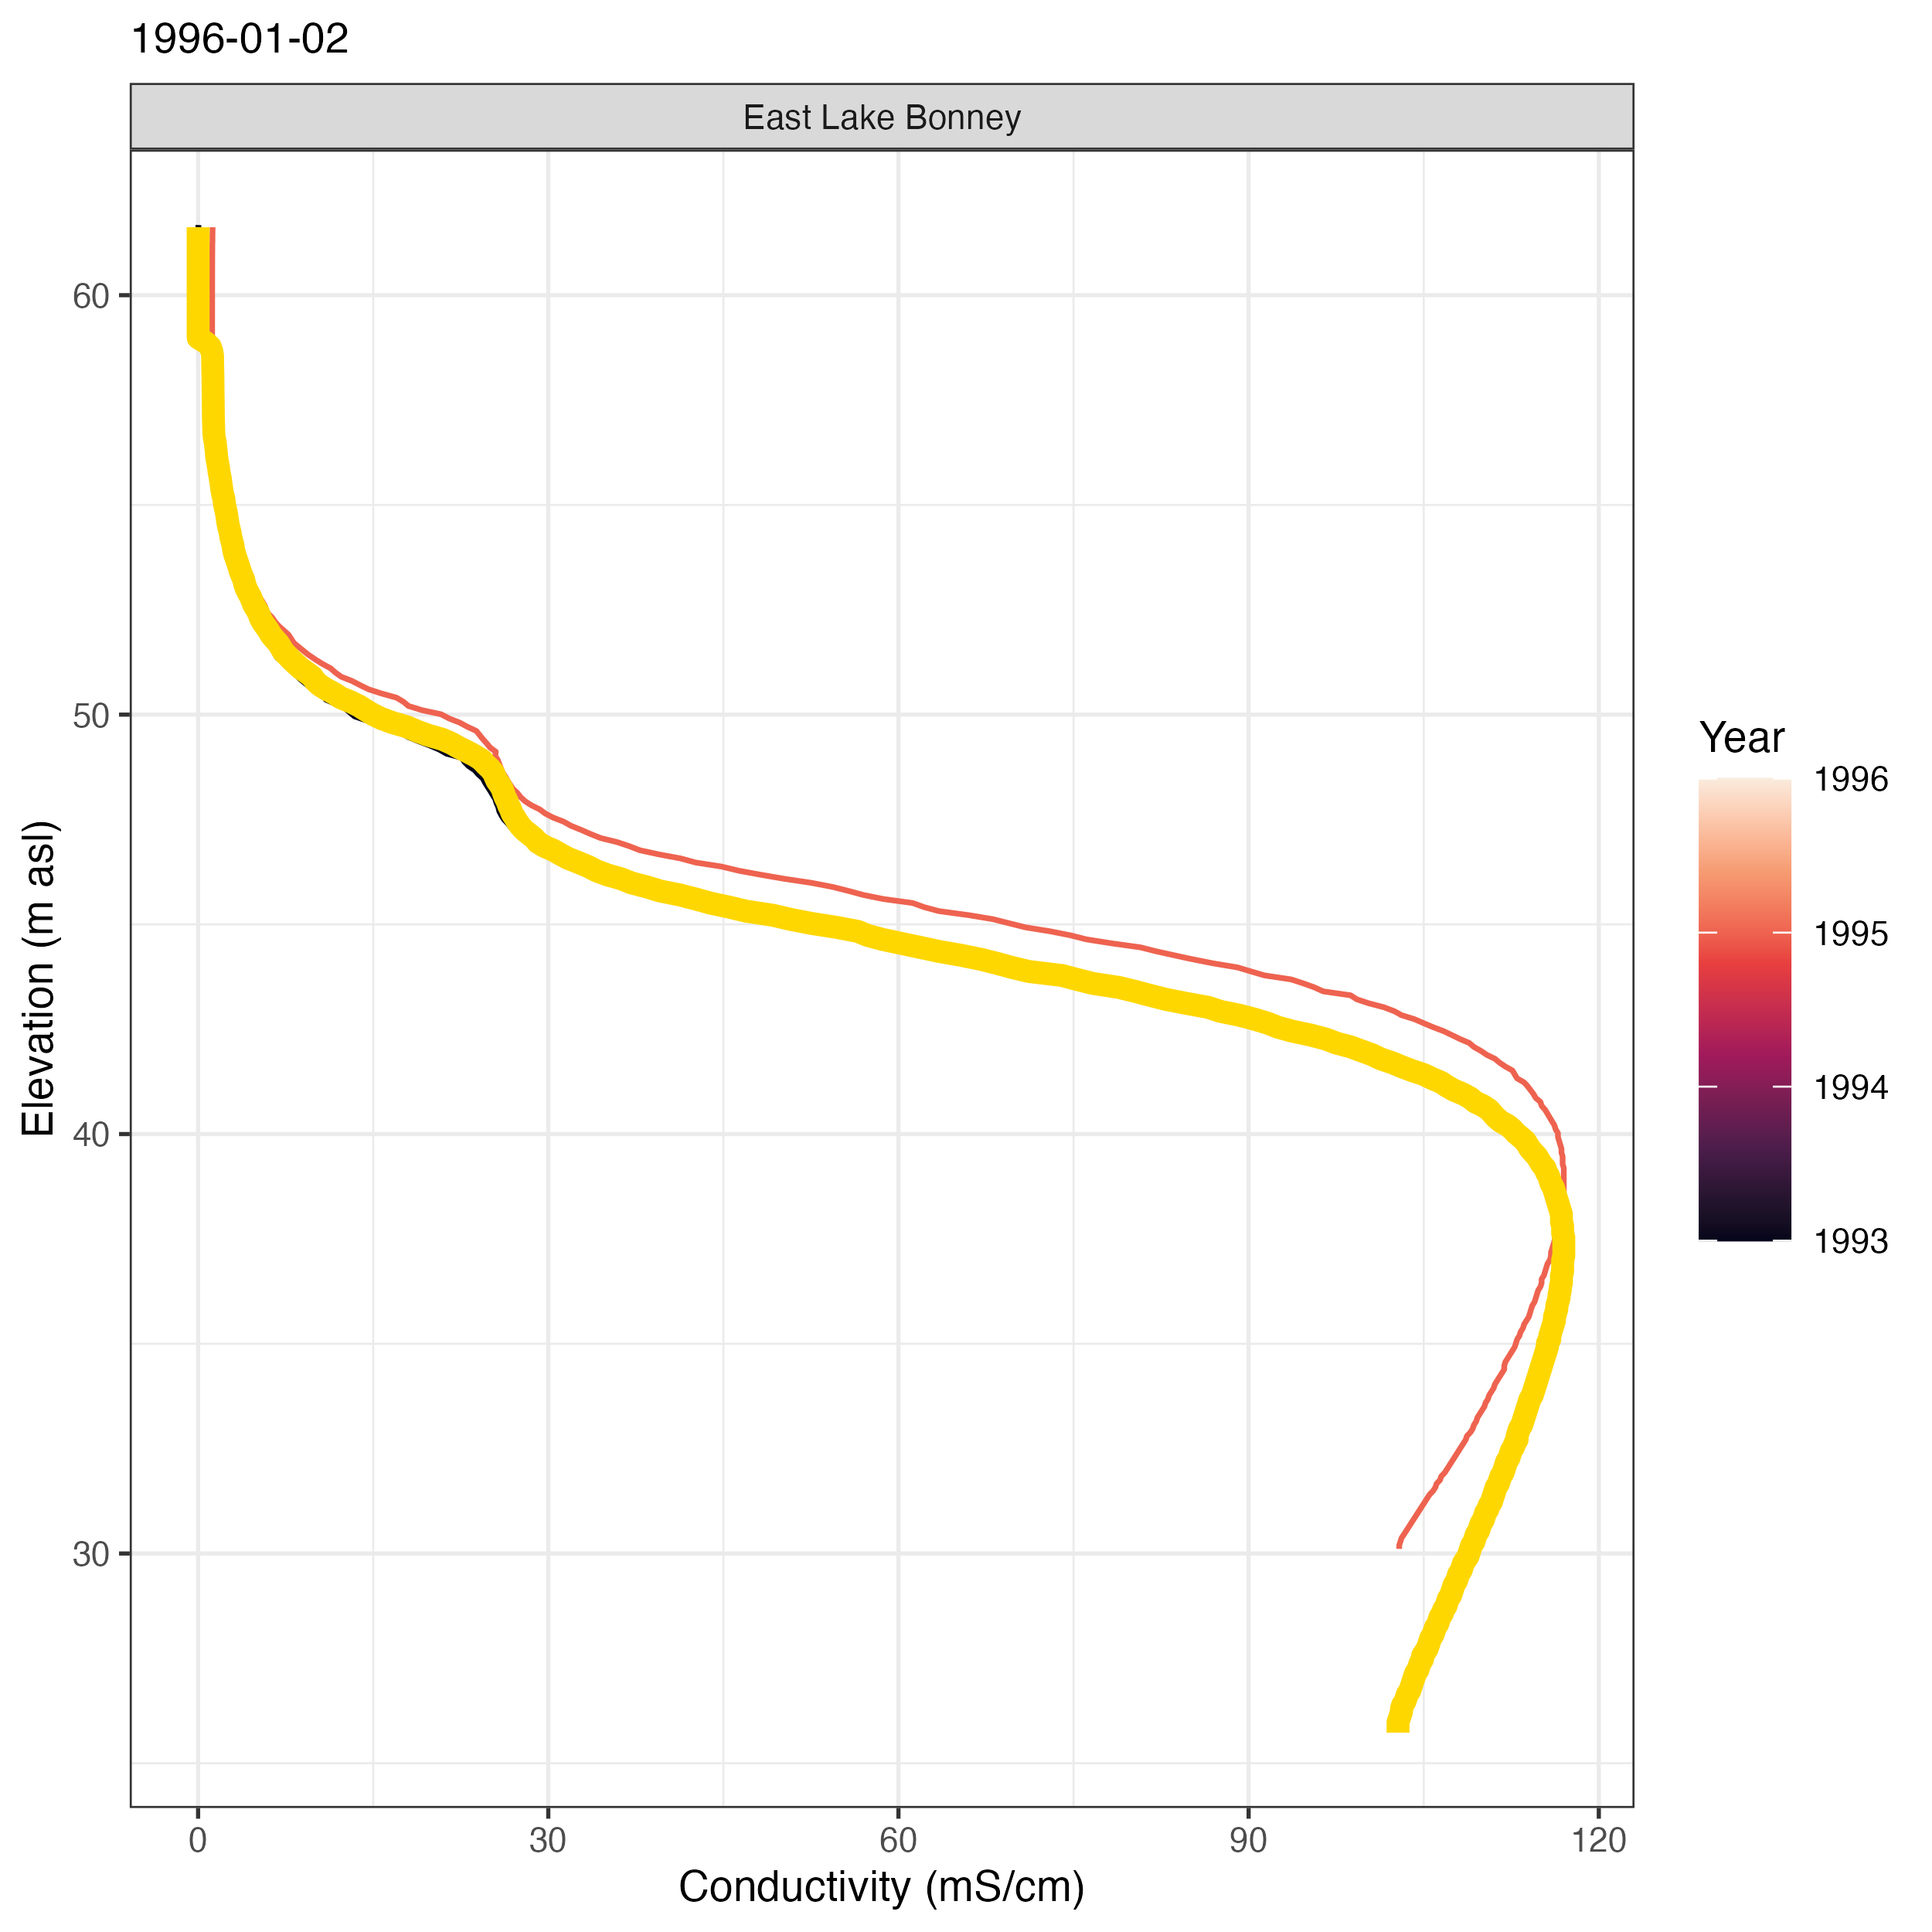 1996-01-02
East Lake Bonney
60
50
40
30
Elevation (m asl)
0 30 60 90 120
Conductivity (mS/cm)
Year
1996
1995
1994
1993